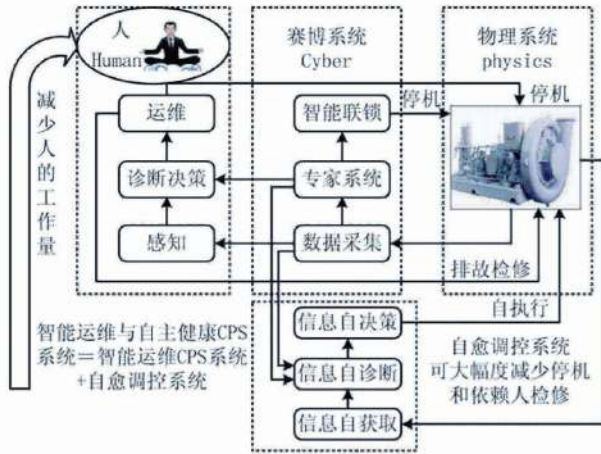 人
Human
赛博系统
Cyber
物理系统
physics
减少人的工作量
运维
智能联锁
停机
停机
诊断决策
专家系统
感知
数据采集
排故检修
信息自决策
自执行
智能运维与自主健康CPS
系统=智能运维CPS系统
+自愈调控系统
信息自诊断
自愈调控系统
可大幅度减少停机
和依赖人检修
信息自获取